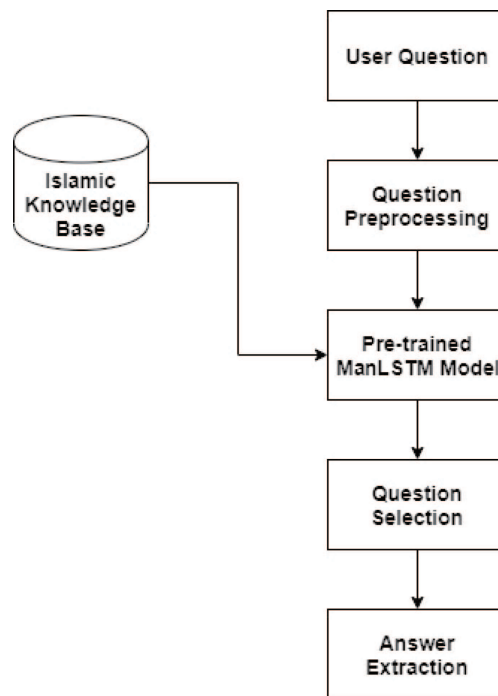 User Question
Islamic
Knowledge
Base
Question
Preprocessing
Pre-trained
ManLSTM Model
Question
Selection
Answer
Extraction